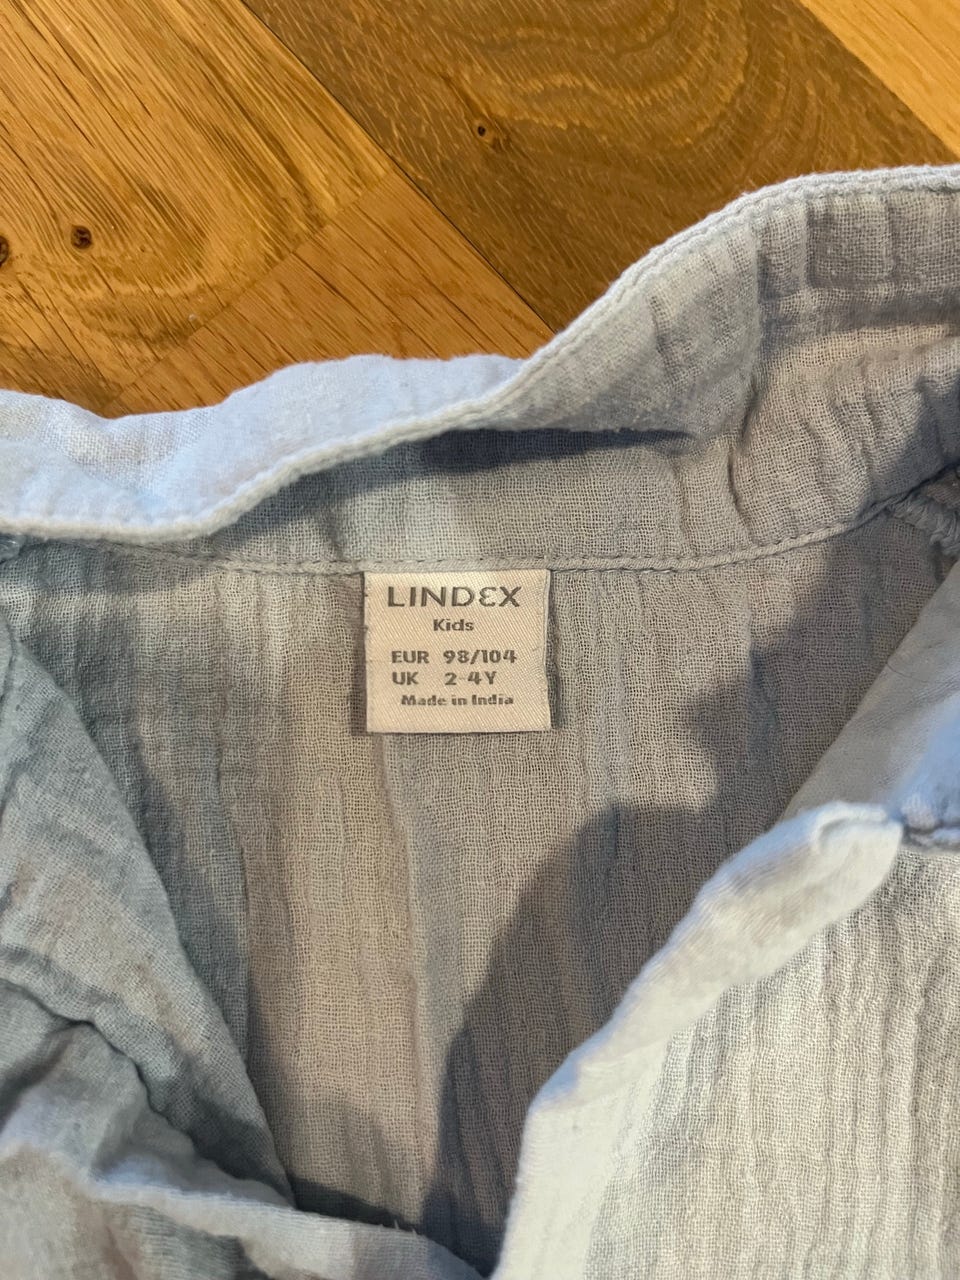 LINDEX
Kids
EUR 98/104
UK 2-4Y
Made in India